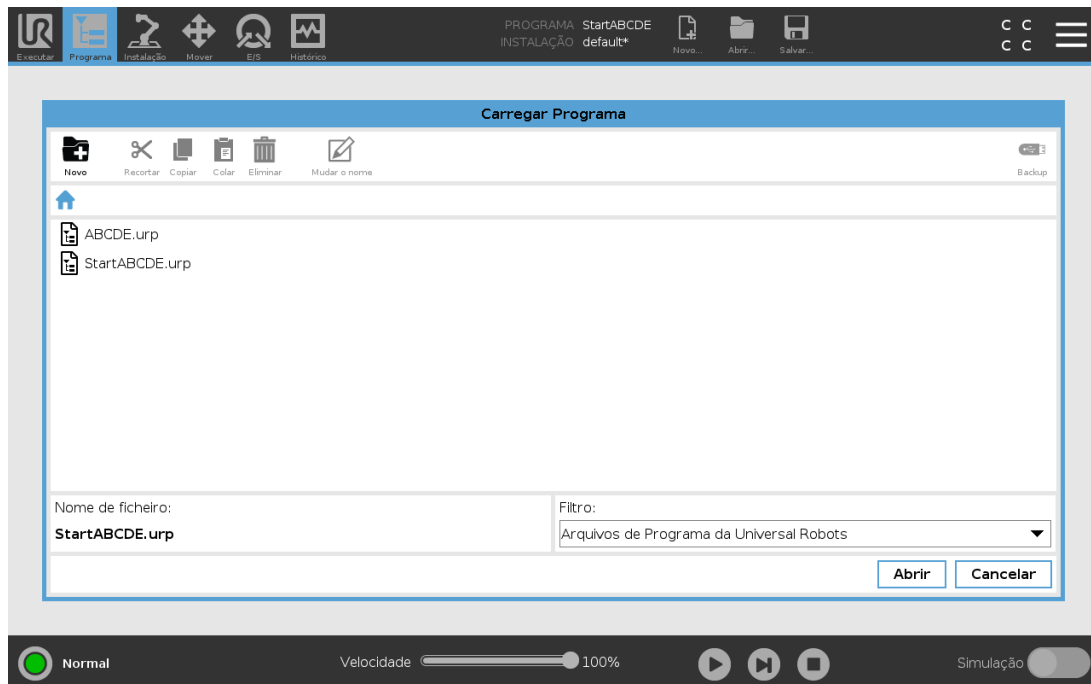 PROGRAMA StartABCDE
INSTALAÇÃO default*
C C
C C
Executar Programa Instalação Mover E/S Histórico Novo... Abrir... Salvar...
Carregar Programa
Novo Recortar Copiar Colar Eliminar Mudar o nome Backup
ABCDE.urp
StartABCDE.urp
Nome de ficheiro: Filtro:
StartABCDE.urp Arquivos de Programa da Universal Robots
Abrir Cancelar
Normal Velocidade 100% Simulação